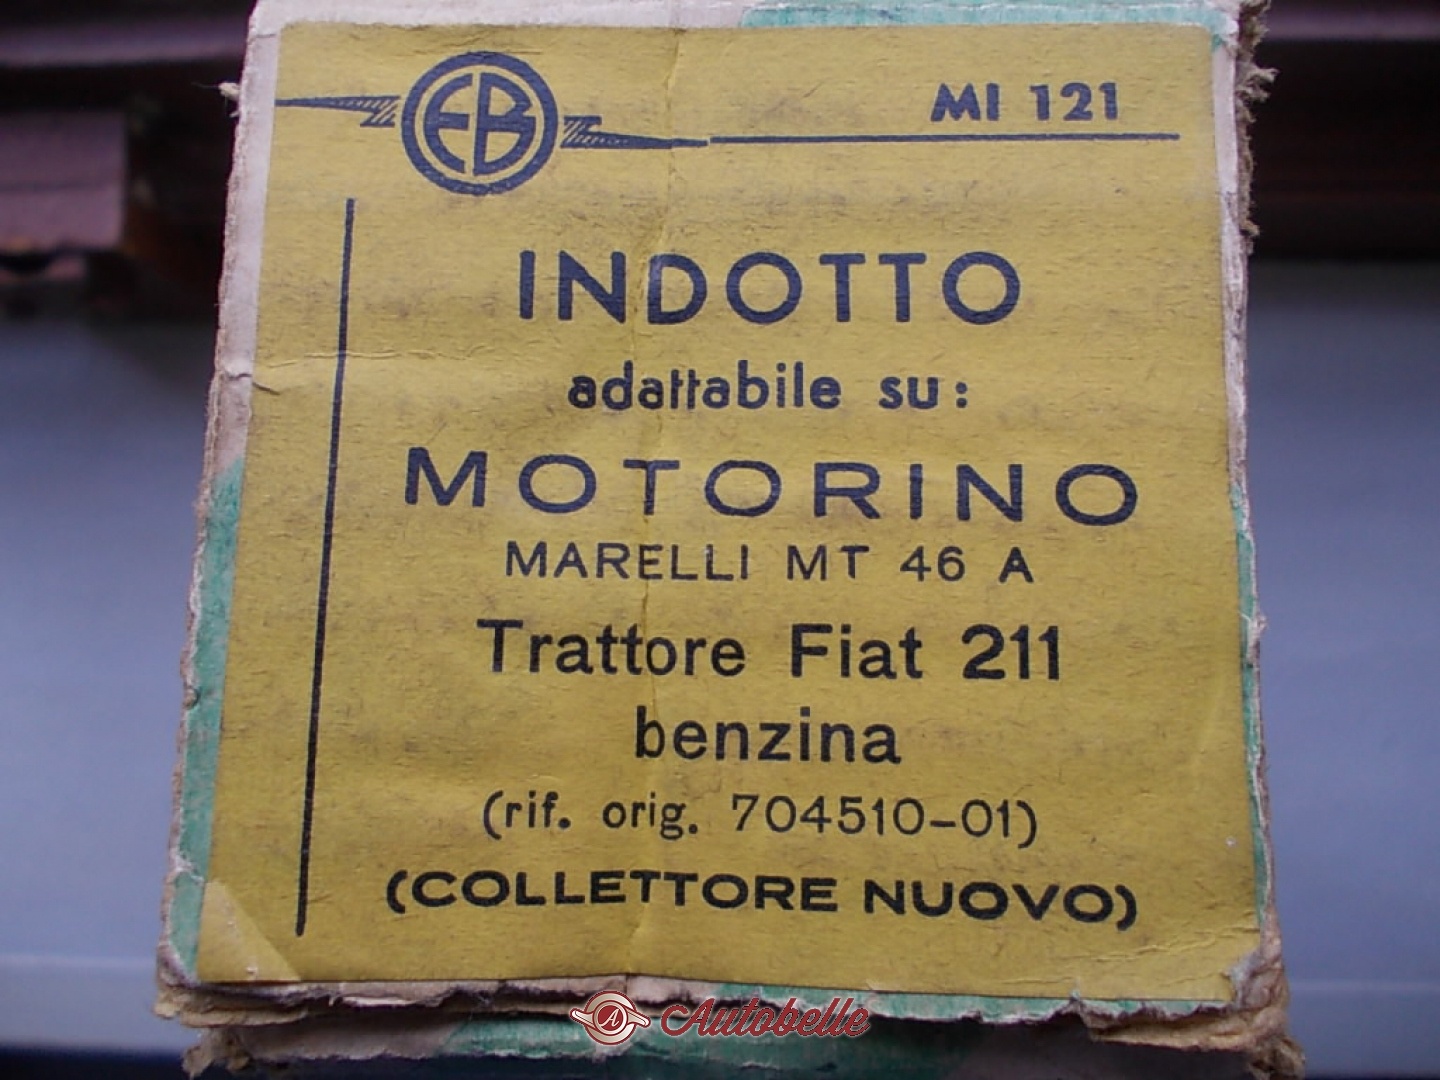 EB
MI 121
INDOTTO
adattabile su:
MOTORINO
MARELLI MT 46 A
Trattore Fiat 211
benzina
(rif. orig. 704510-01)
(COLLETTORE NUOVO)
A Autobelle